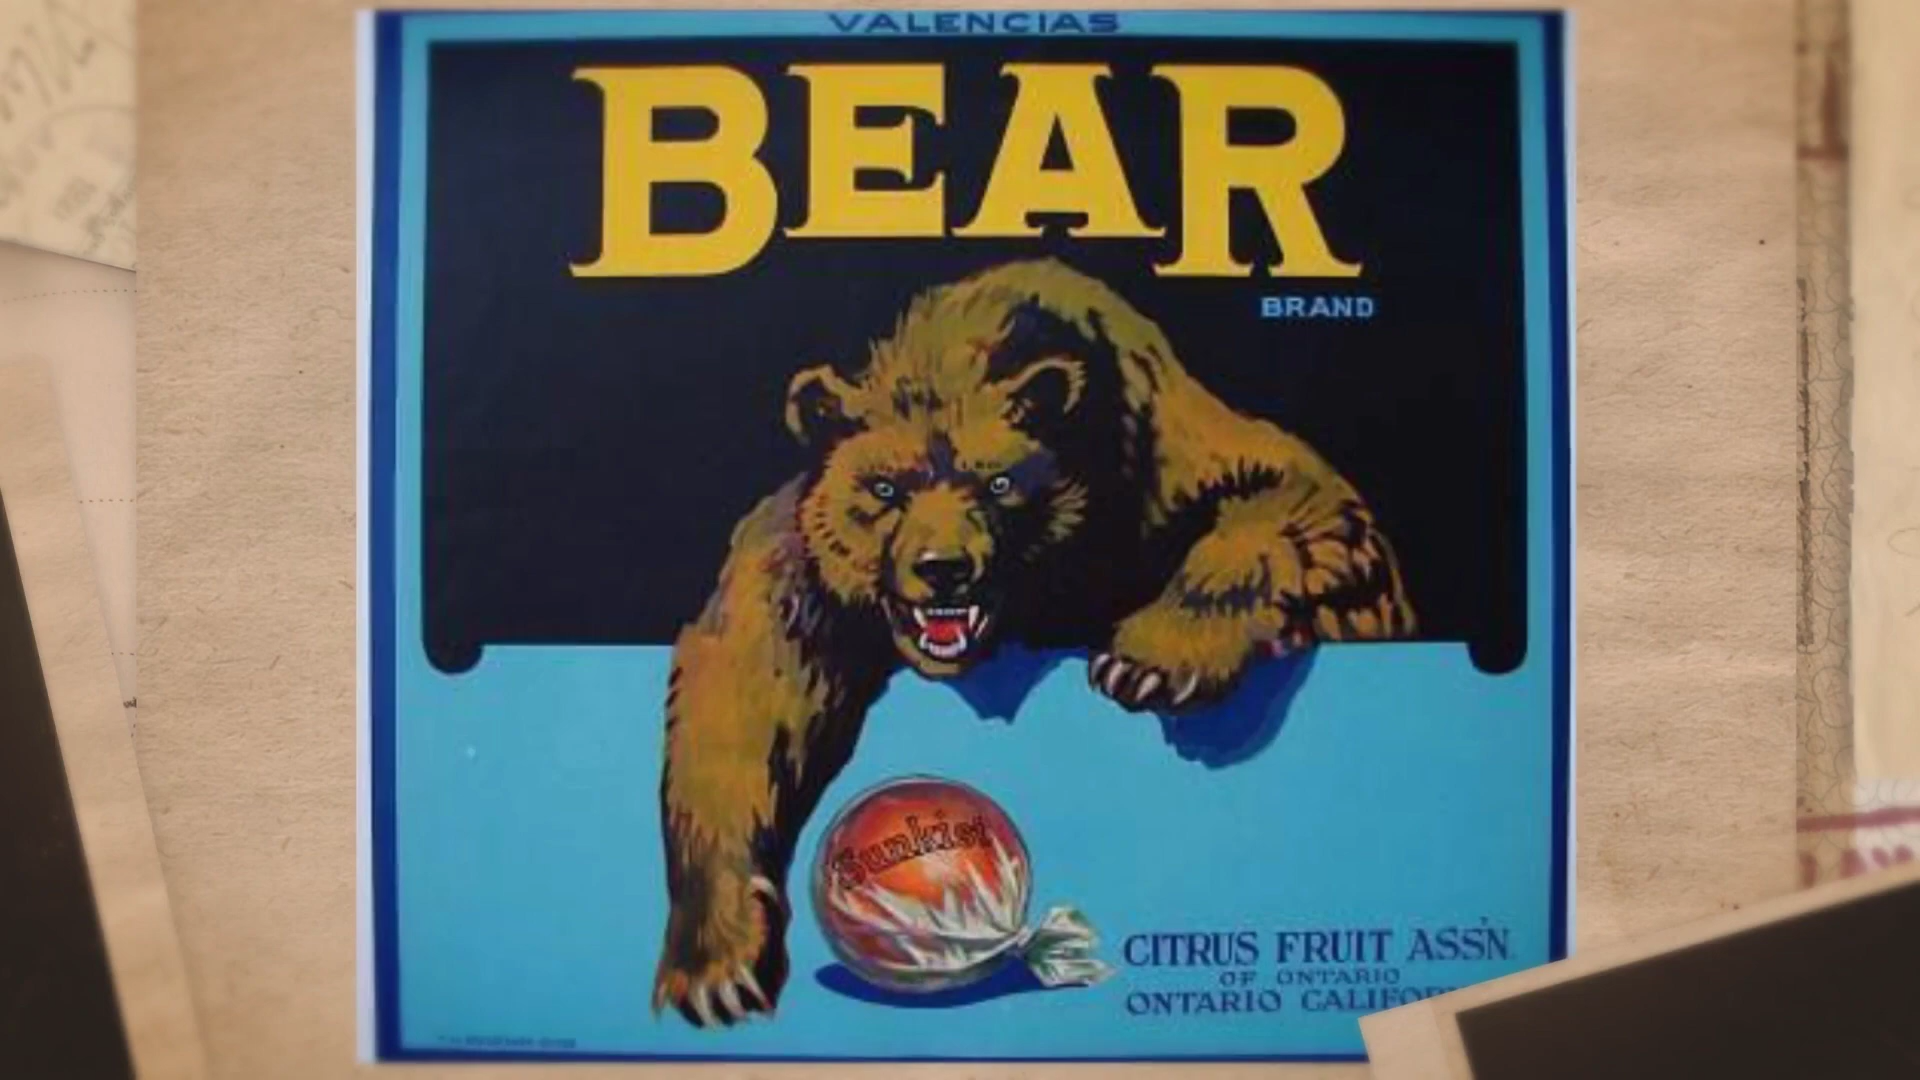 VALENCIAS
BEAR
BRAND
Sunkist
CITRUS FRUIT ASS'N.
OF ONTARIO
ONTARIO